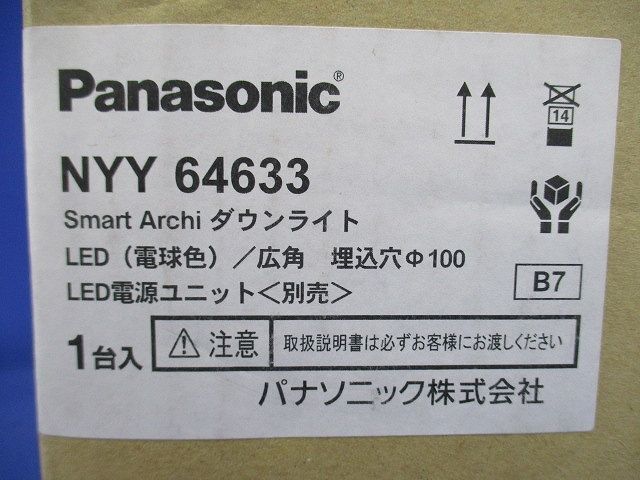 Panasonic®
NYY 64633
Smart Archi ダウンライト
LED（電球色）／広角 埋込穴Φ100
LED電源ユニット＜別売＞
1台入
注意
取扱説明書は必ずお客様にお渡しください
パナソニック株式会社
14
B7